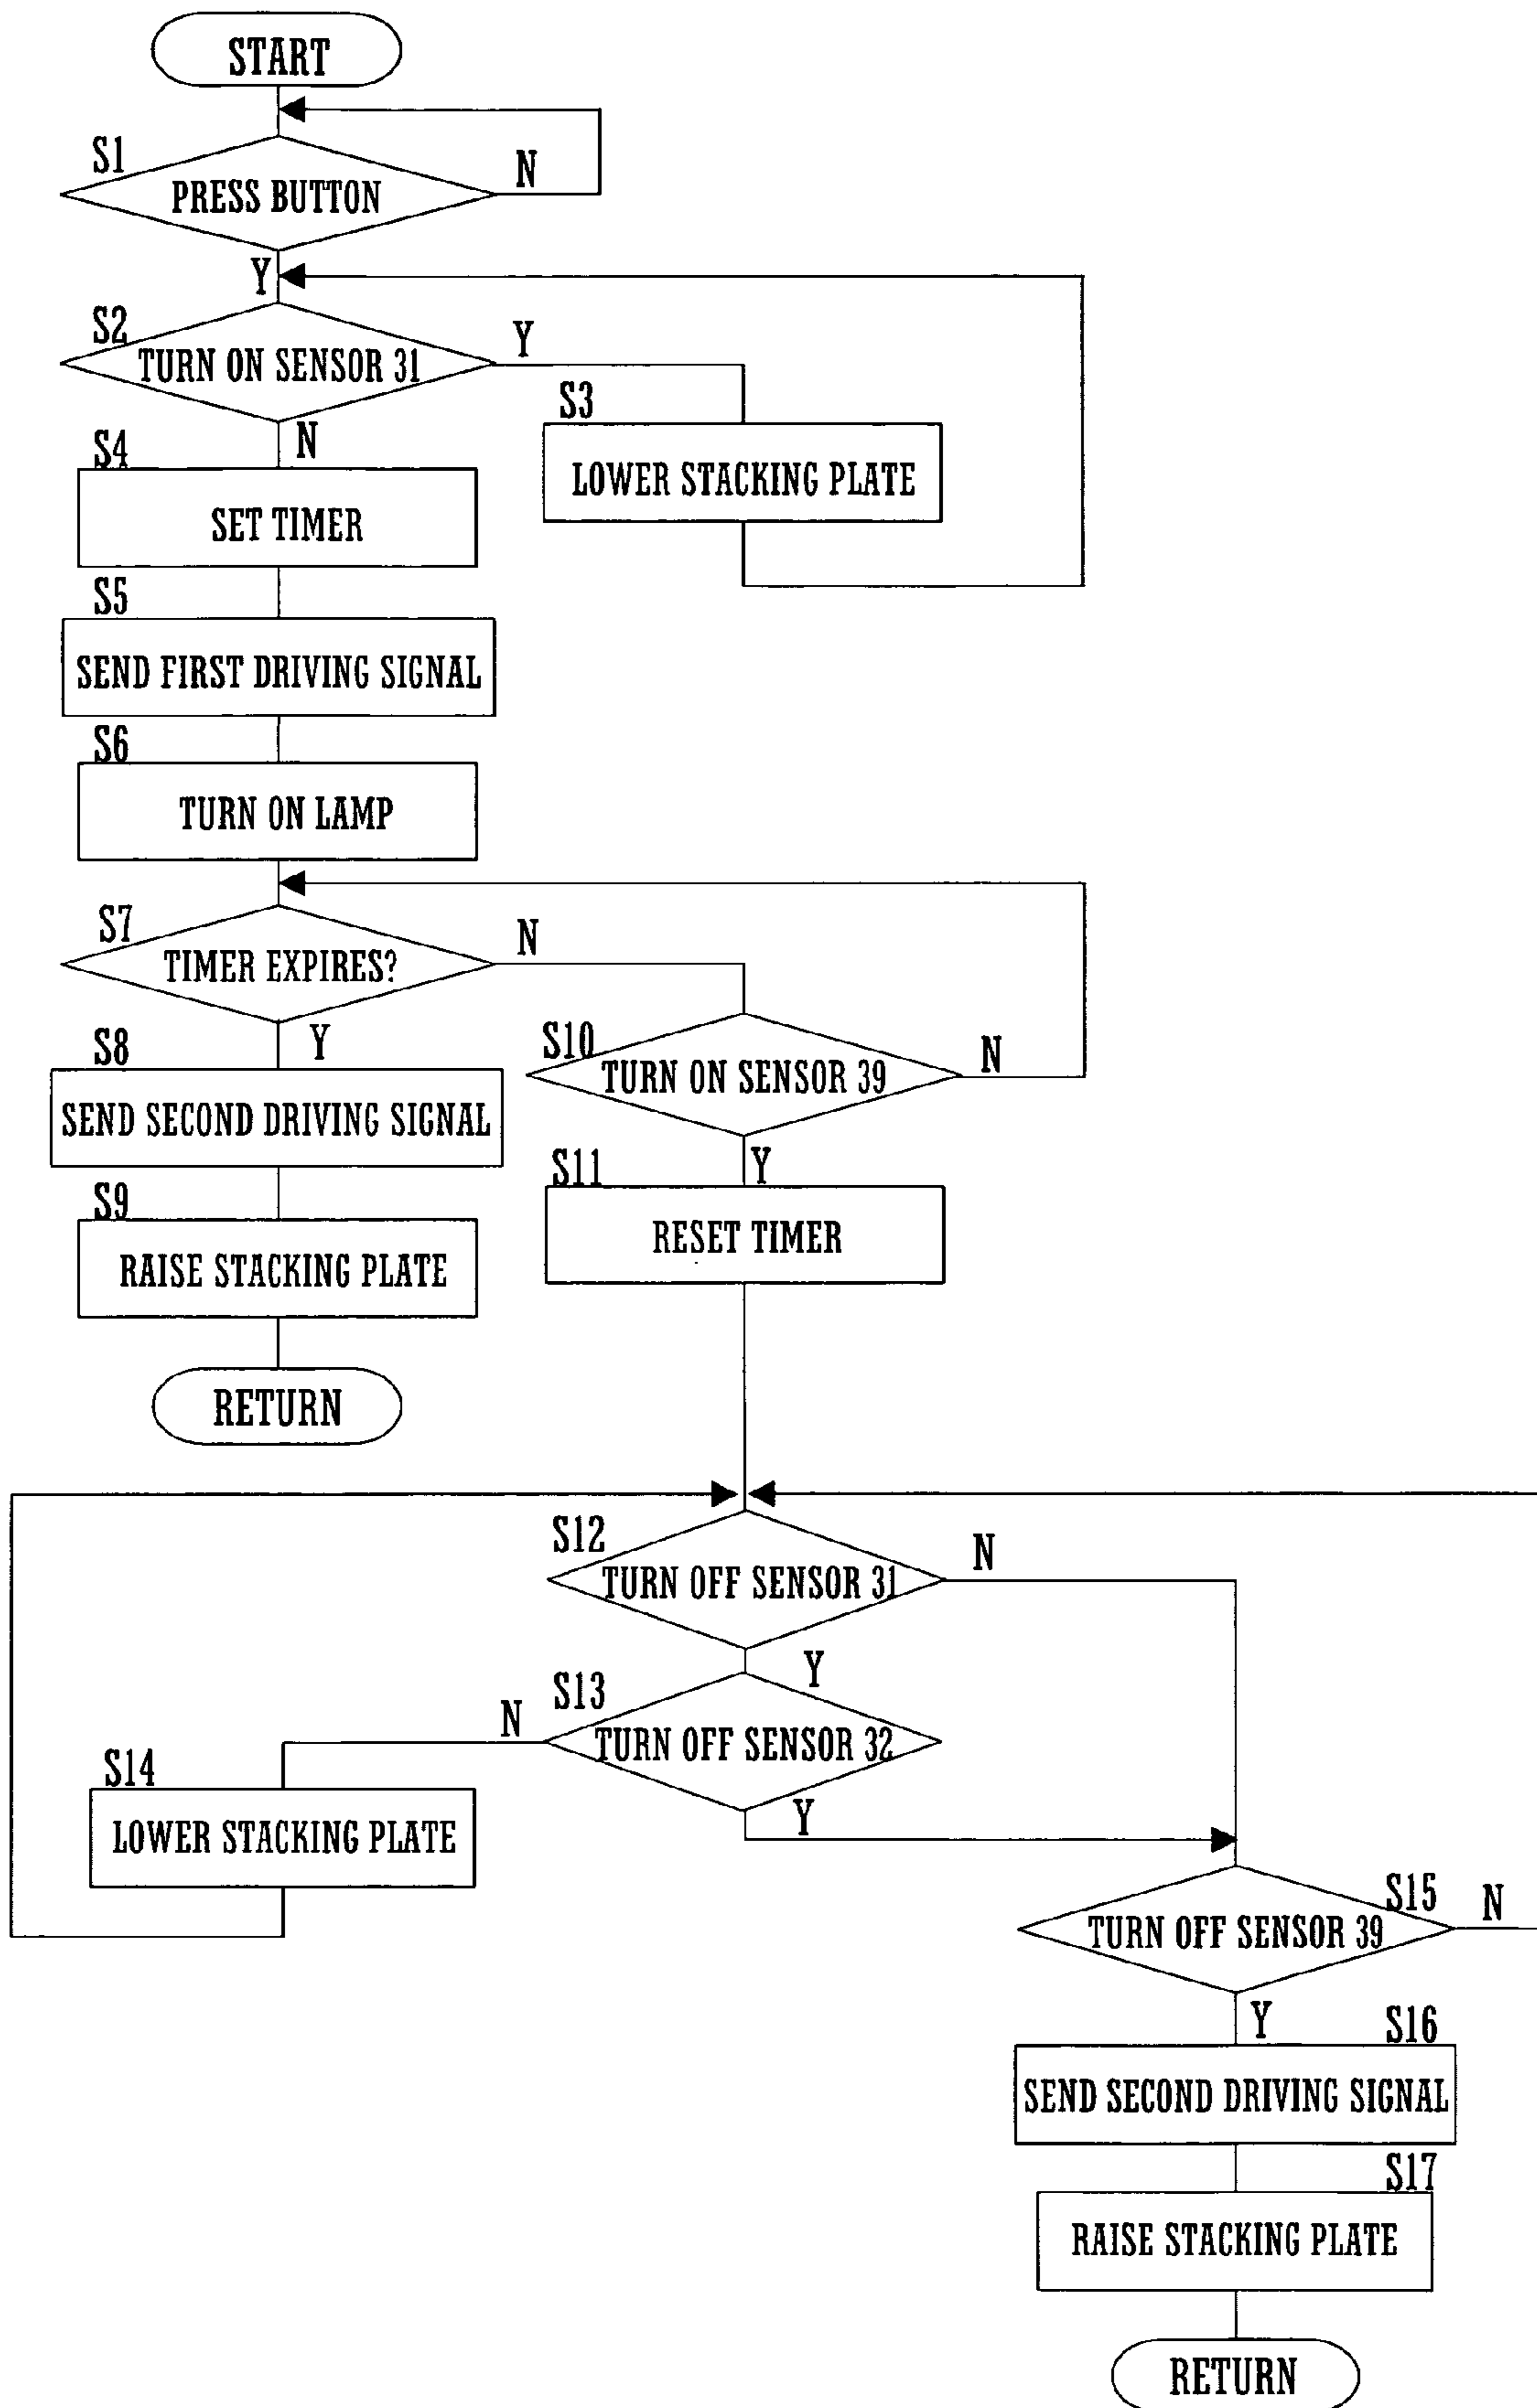 START
S1
PRESS BUTTON
N
Y
S2
TURN ON SENSOR 31
Y
N
S3
LOWER STACKING PLATE
S4
SET TIMER
S5
SEND FIRST DRIVING SIGNAL
S6
TURN ON LAMP
S7
TIMER EXPIRES?
N
Y
S8
SEND SECOND DRIVING SIGNAL
S9
RAISE STACKING PLATE
RETURN
S10
TURN ON SENSOR 39
N
Y
S11
RESET TIMER
S12
TURN OFF SENSOR 31
N
Y
S13
TURN OFF SENSOR 32
N
Y
S14
LOWER STACKING PLATE
S15
TURN OFF SENSOR 39
N
Y
S16
SEND SECOND DRIVING SIGNAL
S17
RAISE STACKING PLATE
RETURN